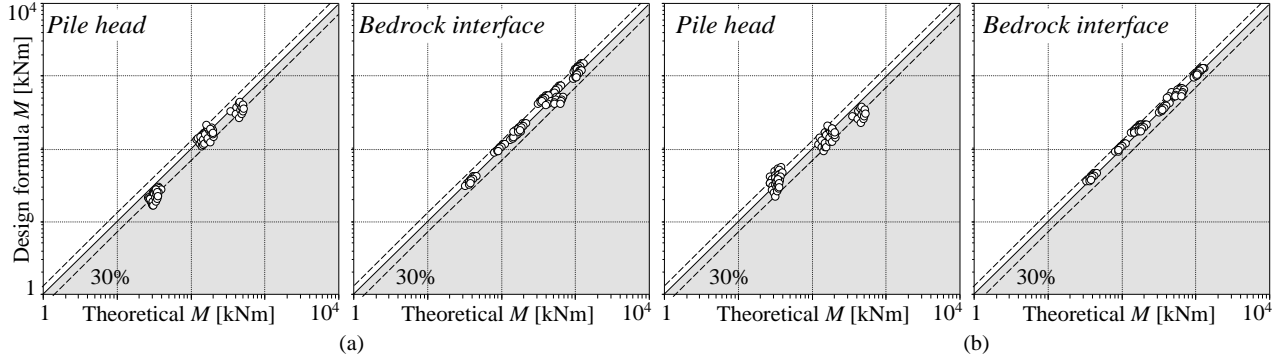 10⁴
Pile head
Bedrock interface
Pile head
Bedrock interface
Design formula M [kNm]
30%
30%
30%
30%
1
1
Theoretical M [kNm]
10⁴
1
Theoretical M [kNm]
10⁴
1
Theoretical M [kNm]
10⁴
1
Theoretical M [kNm]
10⁴
(a)
(b)